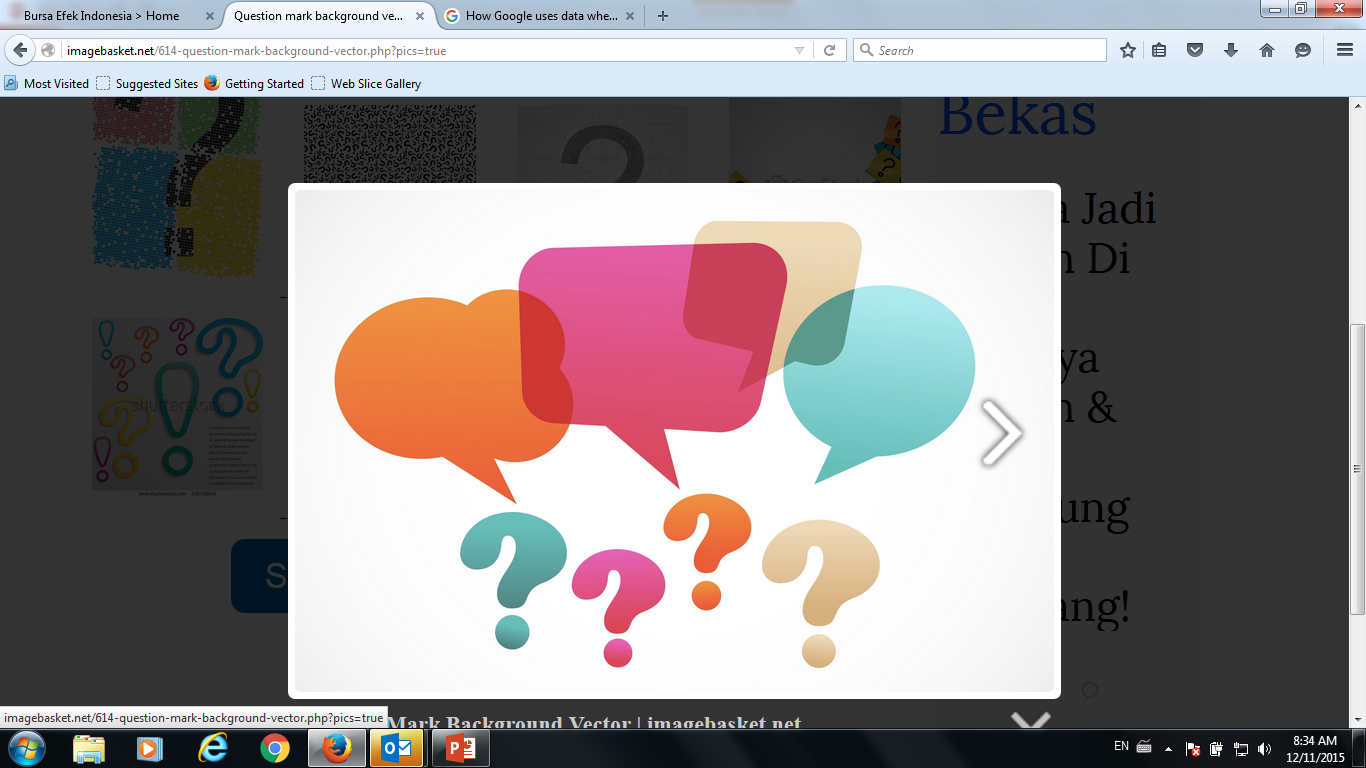 Bursa Efek Indonesia > Home
Question mark background ve...
How Google uses data whe...
imagebasket.net/614-question-mark-background-vector.php?pics=true
Search
Most Visited
Suggested Sites
Getting Started
Web Slice Gallery
Bekas
Jadi
Di
ya
&
ung
ang!
shutterstock
S
? ? ? ?
Mark Background Vector | imagebasket.net
imagebasket.net/614-question-mark-background-vector.php?pics=true
EN
8:34 AM
12/11/2015